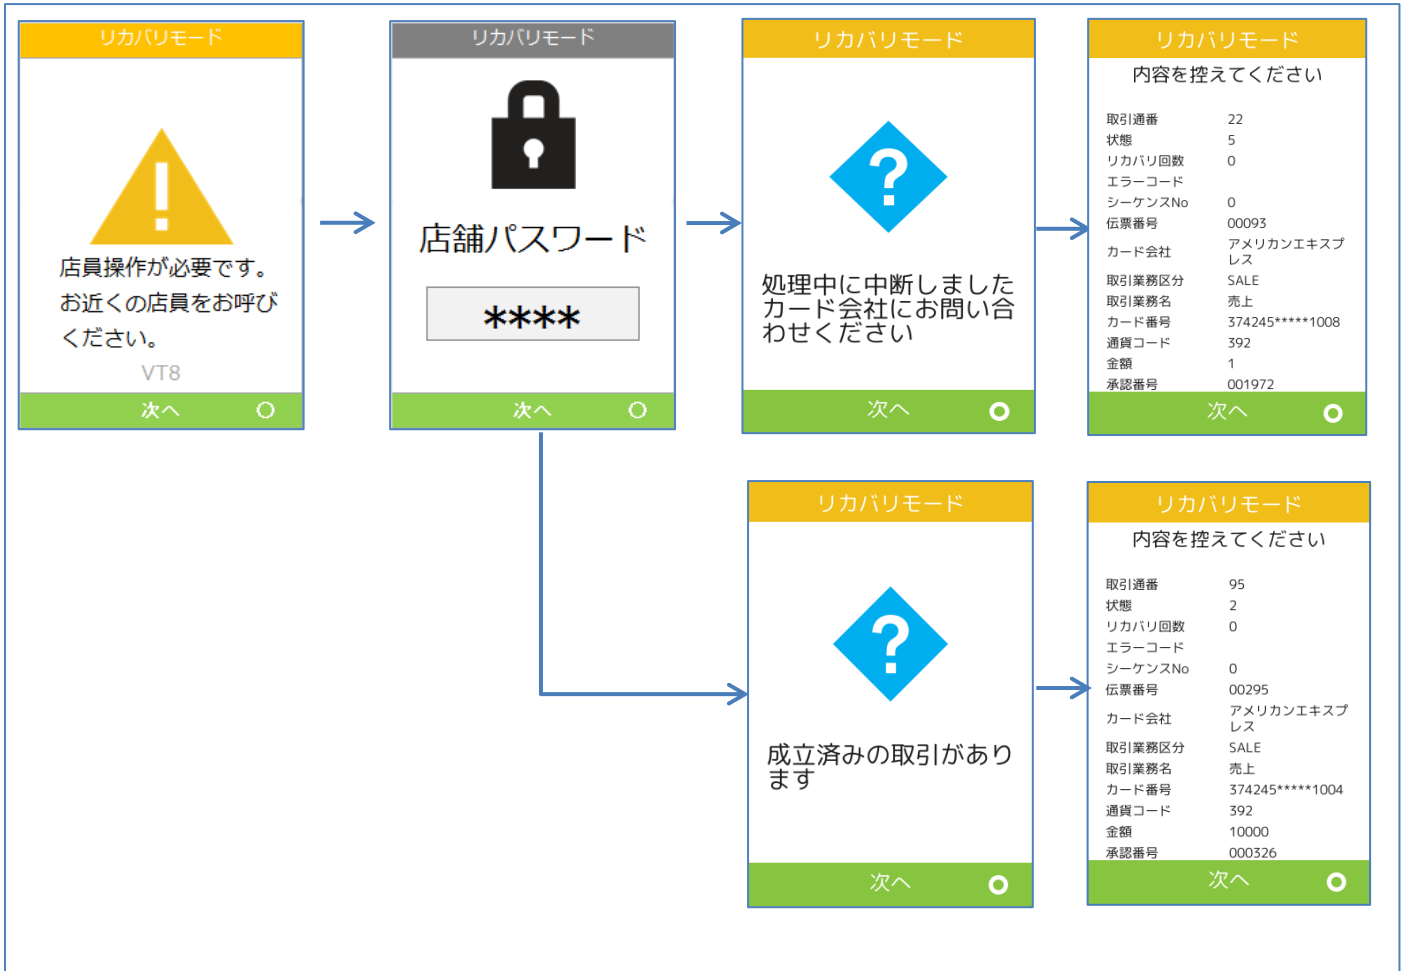 リカバリモード
店員操作が必要です。
お近くの店員をお呼び
ください。
VT8
次へ
リカバリモード
店舗パスワード
****
次へ
リカバリモード
処理中に中断しました
カード会社にお問い合
わせください
次へ
リカバリモード
内容を控えてください
取引通番 22
状態 5
リカバリ回数 0
エラーコード
シーケンスNo 0
伝票番号 00093
カード会社 アメリカンエキスプ
レス
取引業務区分 SALE
取引業務名 売上
カード番号 374245*****1008
通貨コード 392
金額 1
承認番号 001972
次へ
リカバリモード
成立済みの取引があり
ます
次へ
リカバリモード
内容を控えてください
取引通番 95
状態 2
リカバリ回数 0
エラーコード
シーケンスNo 0
伝票番号 00295
カード会社 アメリカンエキスプ
レス
取引業務区分 SALE
取引業務名 売上
カード番号 374245*****1004
通貨コード 392
金額 10000
承認番号 000326
次へ